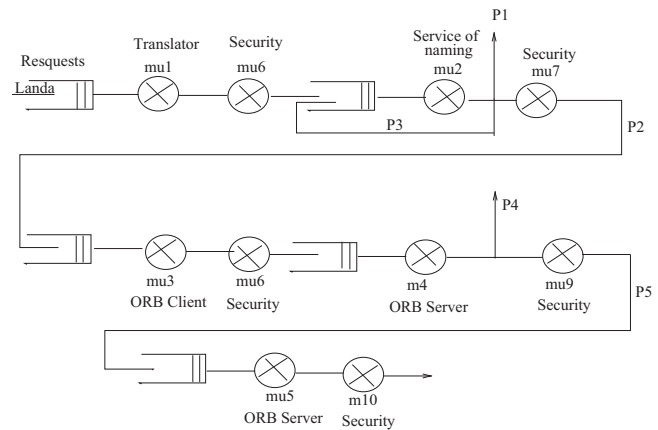 P1
Resquests
Landa
Translator
mu1
Security
mu6
Service of
naming
mu2
Security
mu7
P3
P2
P4
mu3
ORB Client
mu6
Security
m4
ORB Server
mu9
Security
P5
mu5
ORB Server
m10
Security